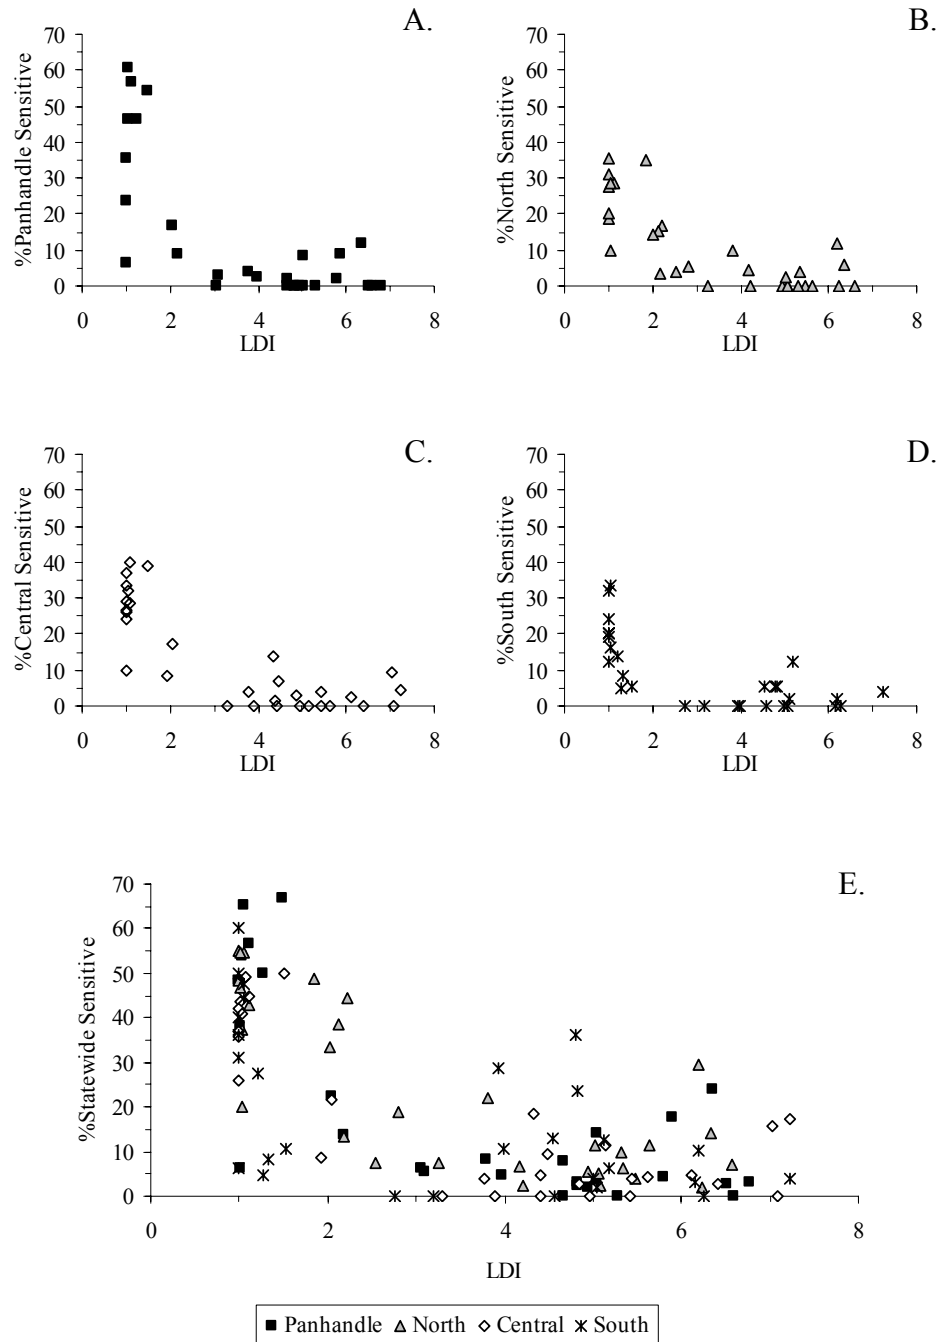 A.
70
60
50
40
30
20
10
0
%Panhandle Sensitive
0 2 4 6 8
LDI
B.
70
60
50
40
30
20
10
0
%North Sensitive
0 2 4 6 8
LDI
C.
70
60
50
40
30
20
10
0
%Central Sensitive
0 2 4 6 8
LDI
D.
70
60
50
40
30
20
10
0
%South Sensitive
0 2 4 6 8
LDI
E.
70
60
50
40
30
20
10
0
%Statewide Sensitive
0 2 4 6 8
LDI
Panhandle North Central South